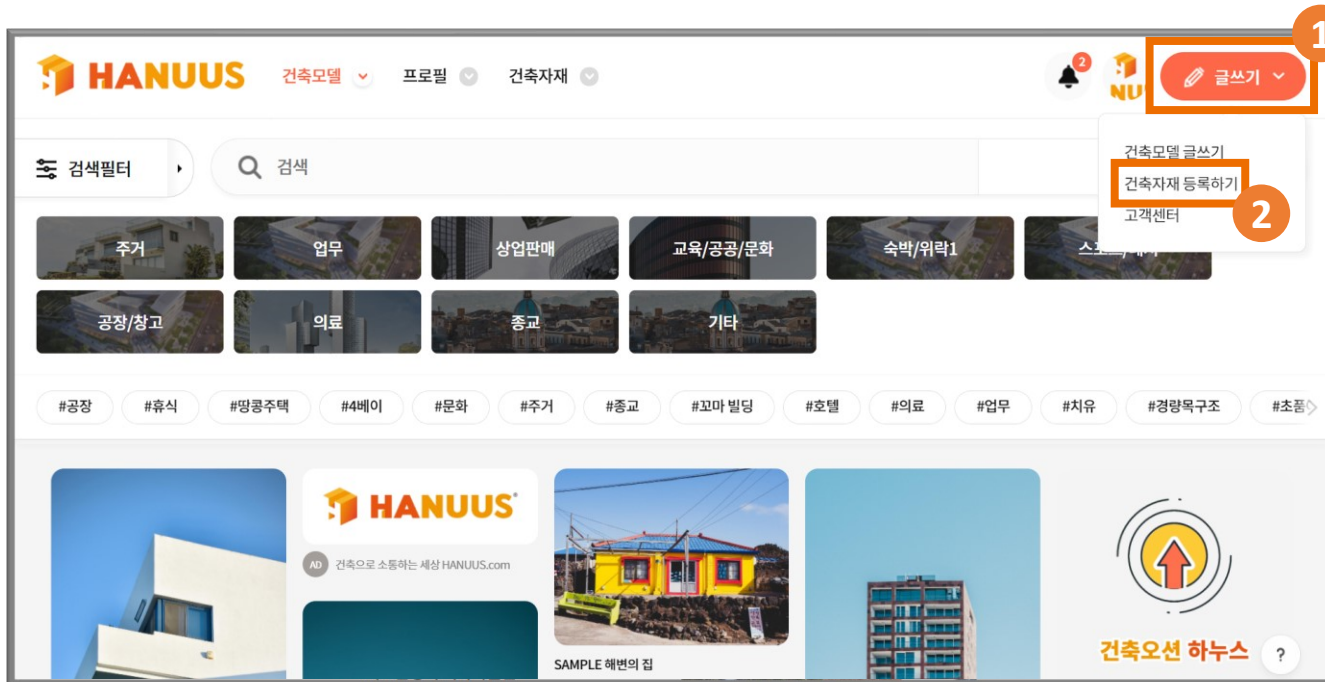 1
HANUUS 건축모델 프로필 건축자재 2 글쓰기
검색필터 검색
건축모델 글쓰기
건축자재 등록하기
고객센터
2
주거 업무 상업판매 교육/공공/문화 숙박/위락1
공장/창고 의료 종교 기타
#공장 #휴식 #땅콩주택 #4베이 #문화 #주거 #종교 #꼬마 빌딩 #호텔 #의료 #업무 #치유 #경량목구조 #초품
HANUUS
AD 건축으로 소통하는 세상 HANUUS.com
SAMPLE 해변의 집
건축오션 하누스 ?